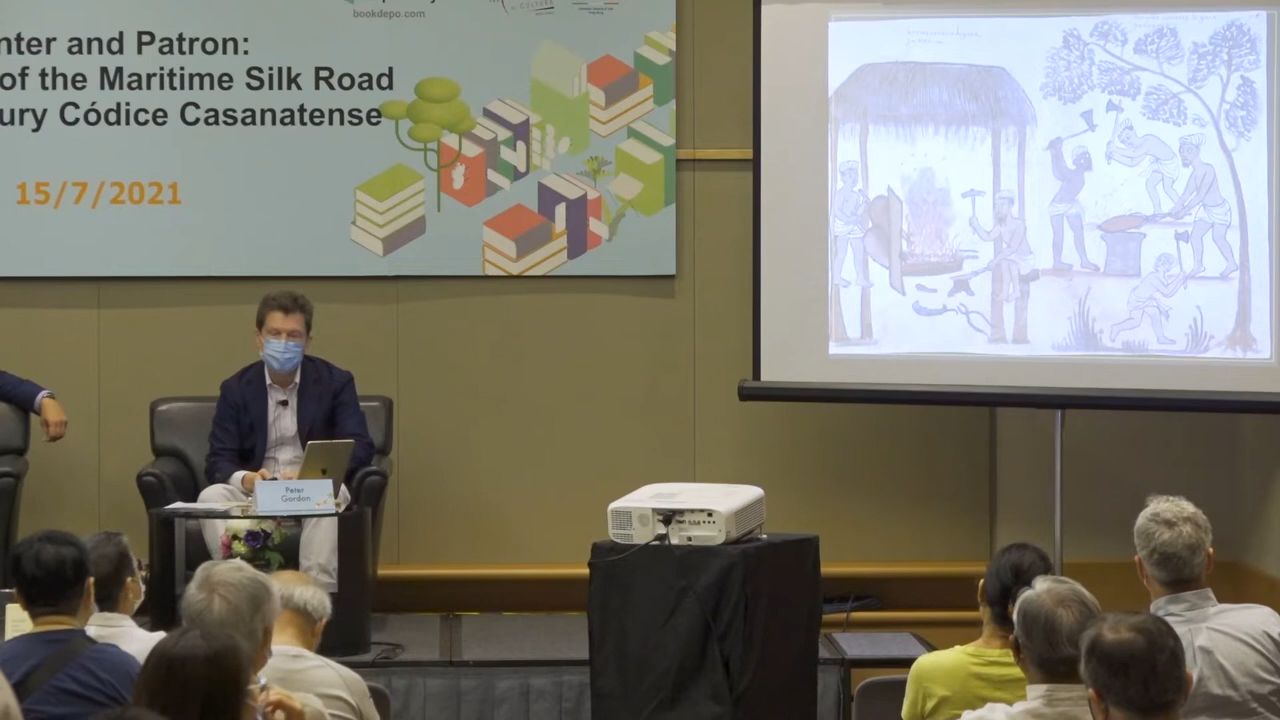 bookdepo.com
nter and Patron:
of the Maritime Silk Road
ury Códice Casanatense
15/7/2021
Peter
Gordon